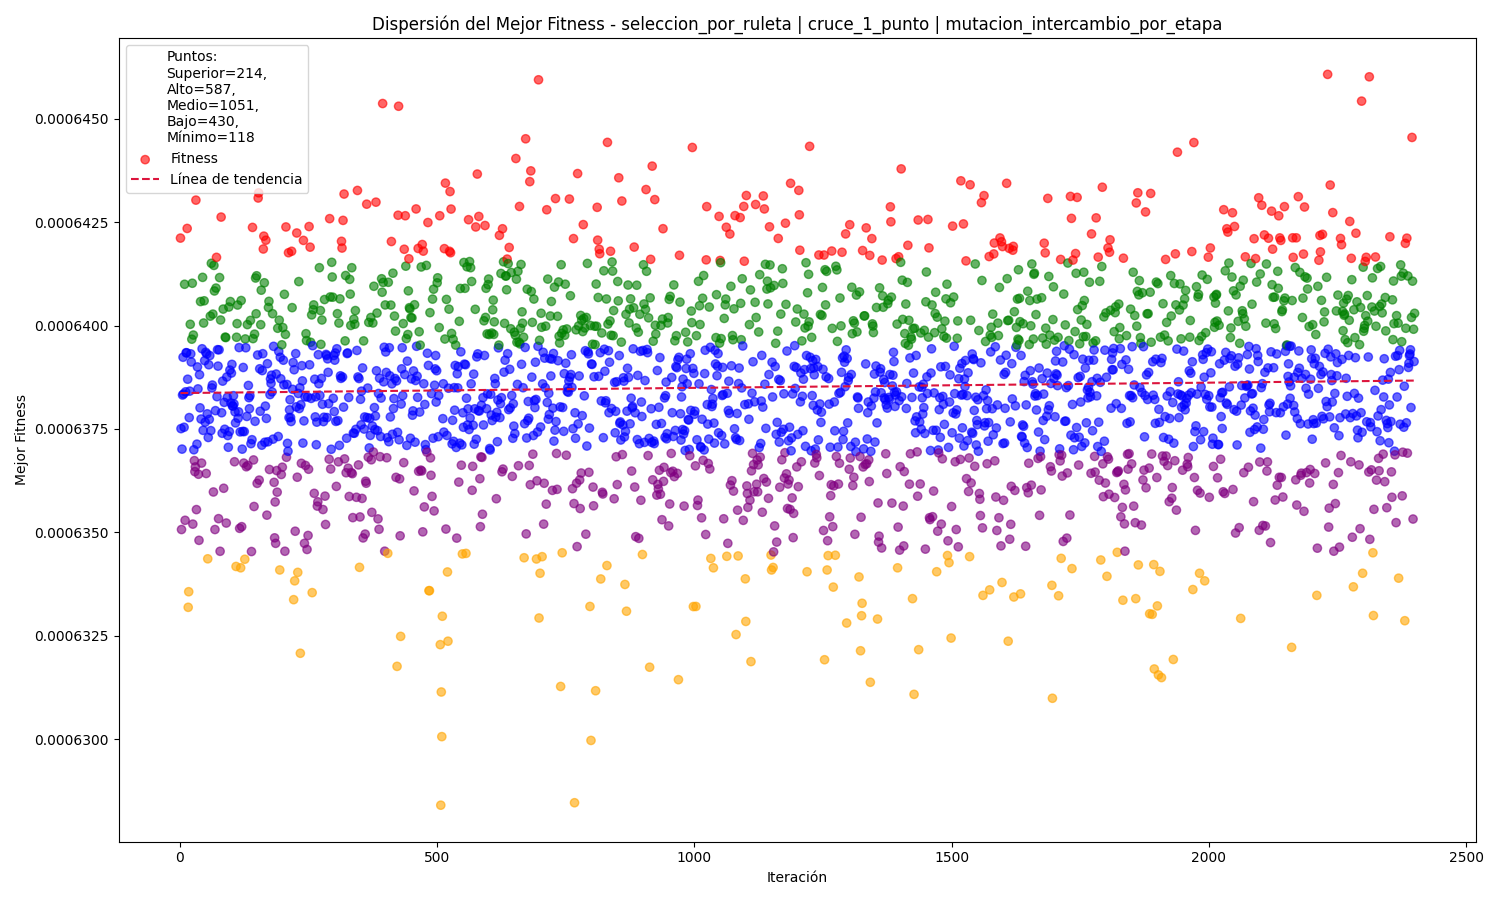 Dispersión del Mejor Fitness - seleccion_por_ruleta | cruce_1_punto | mutacion_intercambio_por_etapa
Puntos:
Superior=214,
Alto=587,
Medio=1051,
Bajo=430,
Mínimo=118
Fitness
Línea de tendencia
Mejor Fitness
0.0006450
0.0006425
0.0006400
0.0006375
0.0006350
0.0006325
0.0006300
0 500 1000 1500 2000 2500
Iteración